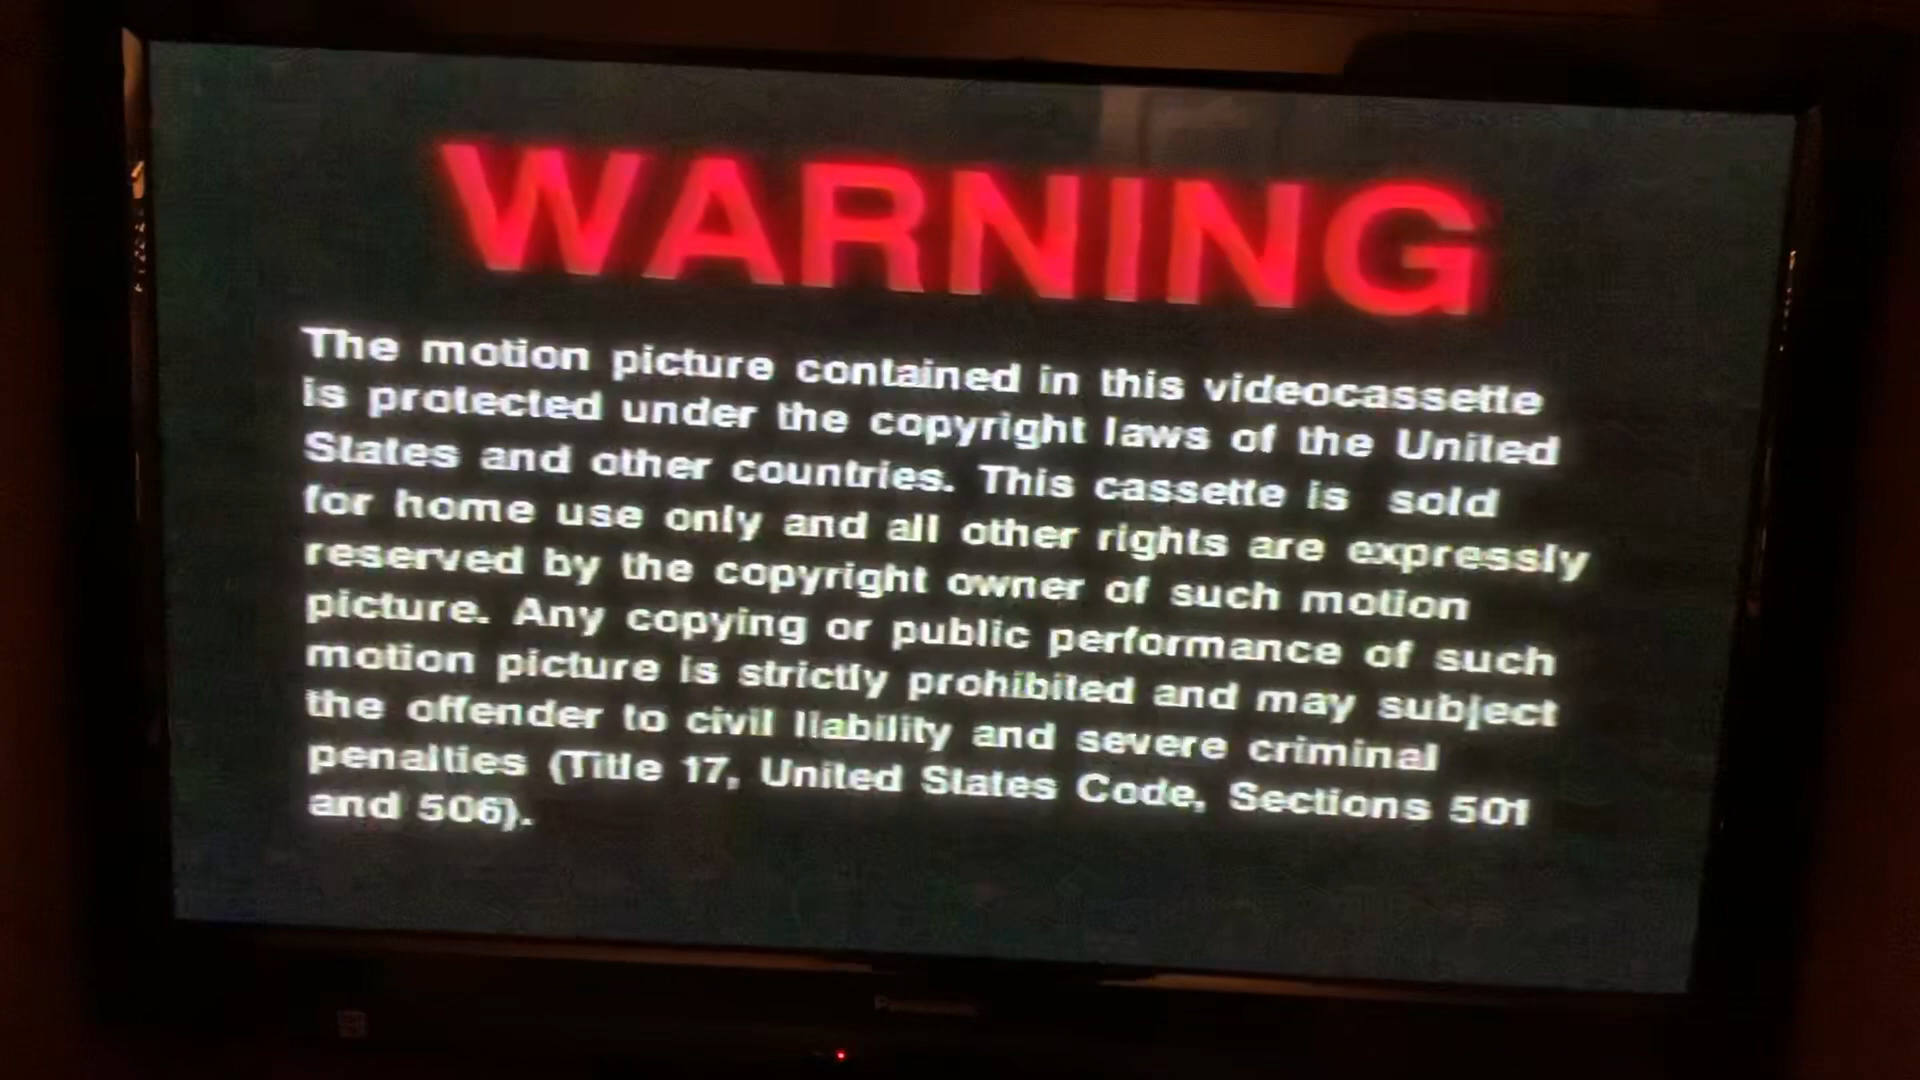 WARNING
The motion picture contained in this videocassette
is protected under the copyright laws of the United
States and other countries. This cassette is sold
for home use only and all other rights are expressly
reserved by the copyright owner of such motion
picture. Any copying or public performance of such
motion picture is strictly prohibited and may subject
the offender to civil liability and severe criminal
penalties (Title 17, United States Code, Sections 501
and 506).
Panasonic